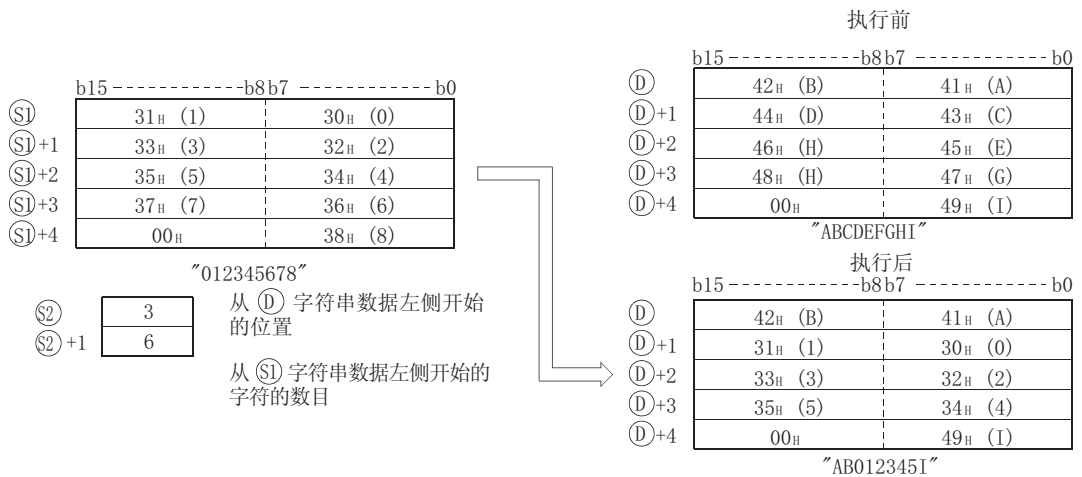 执行前
b15 b8 b7 b0
S1 31H (1) 30H (0)
S1+1 33H (3) 32H (2)
S1+2 35H (5) 34H (4)
S1+3 37H (7) 36H (6)
S1+4 00H 38H (8)
"012345678"
S2 3
S2+1 6
从 D 字符串数据左侧开始
的位置
从 S1 字符串数据左侧开始的
字符的数目
b15 b8 b7 b0
D 42H (B) 41H (A)
D+1 44H (D) 43H (C)
D+2 46H (H) 45H (E)
D+3 48H (H) 47H (G)
D+4 00H 49H (I)
"ABCDEFGHI"
执行后
b15 b8 b7 b0
D 42H (B) 41H (A)
D+1 31H (1) 30H (0)
D+2 33H (3) 32H (2)
D+3 35H (5) 34H (4)
D+4 00H 49H (I)
"AB012345I"